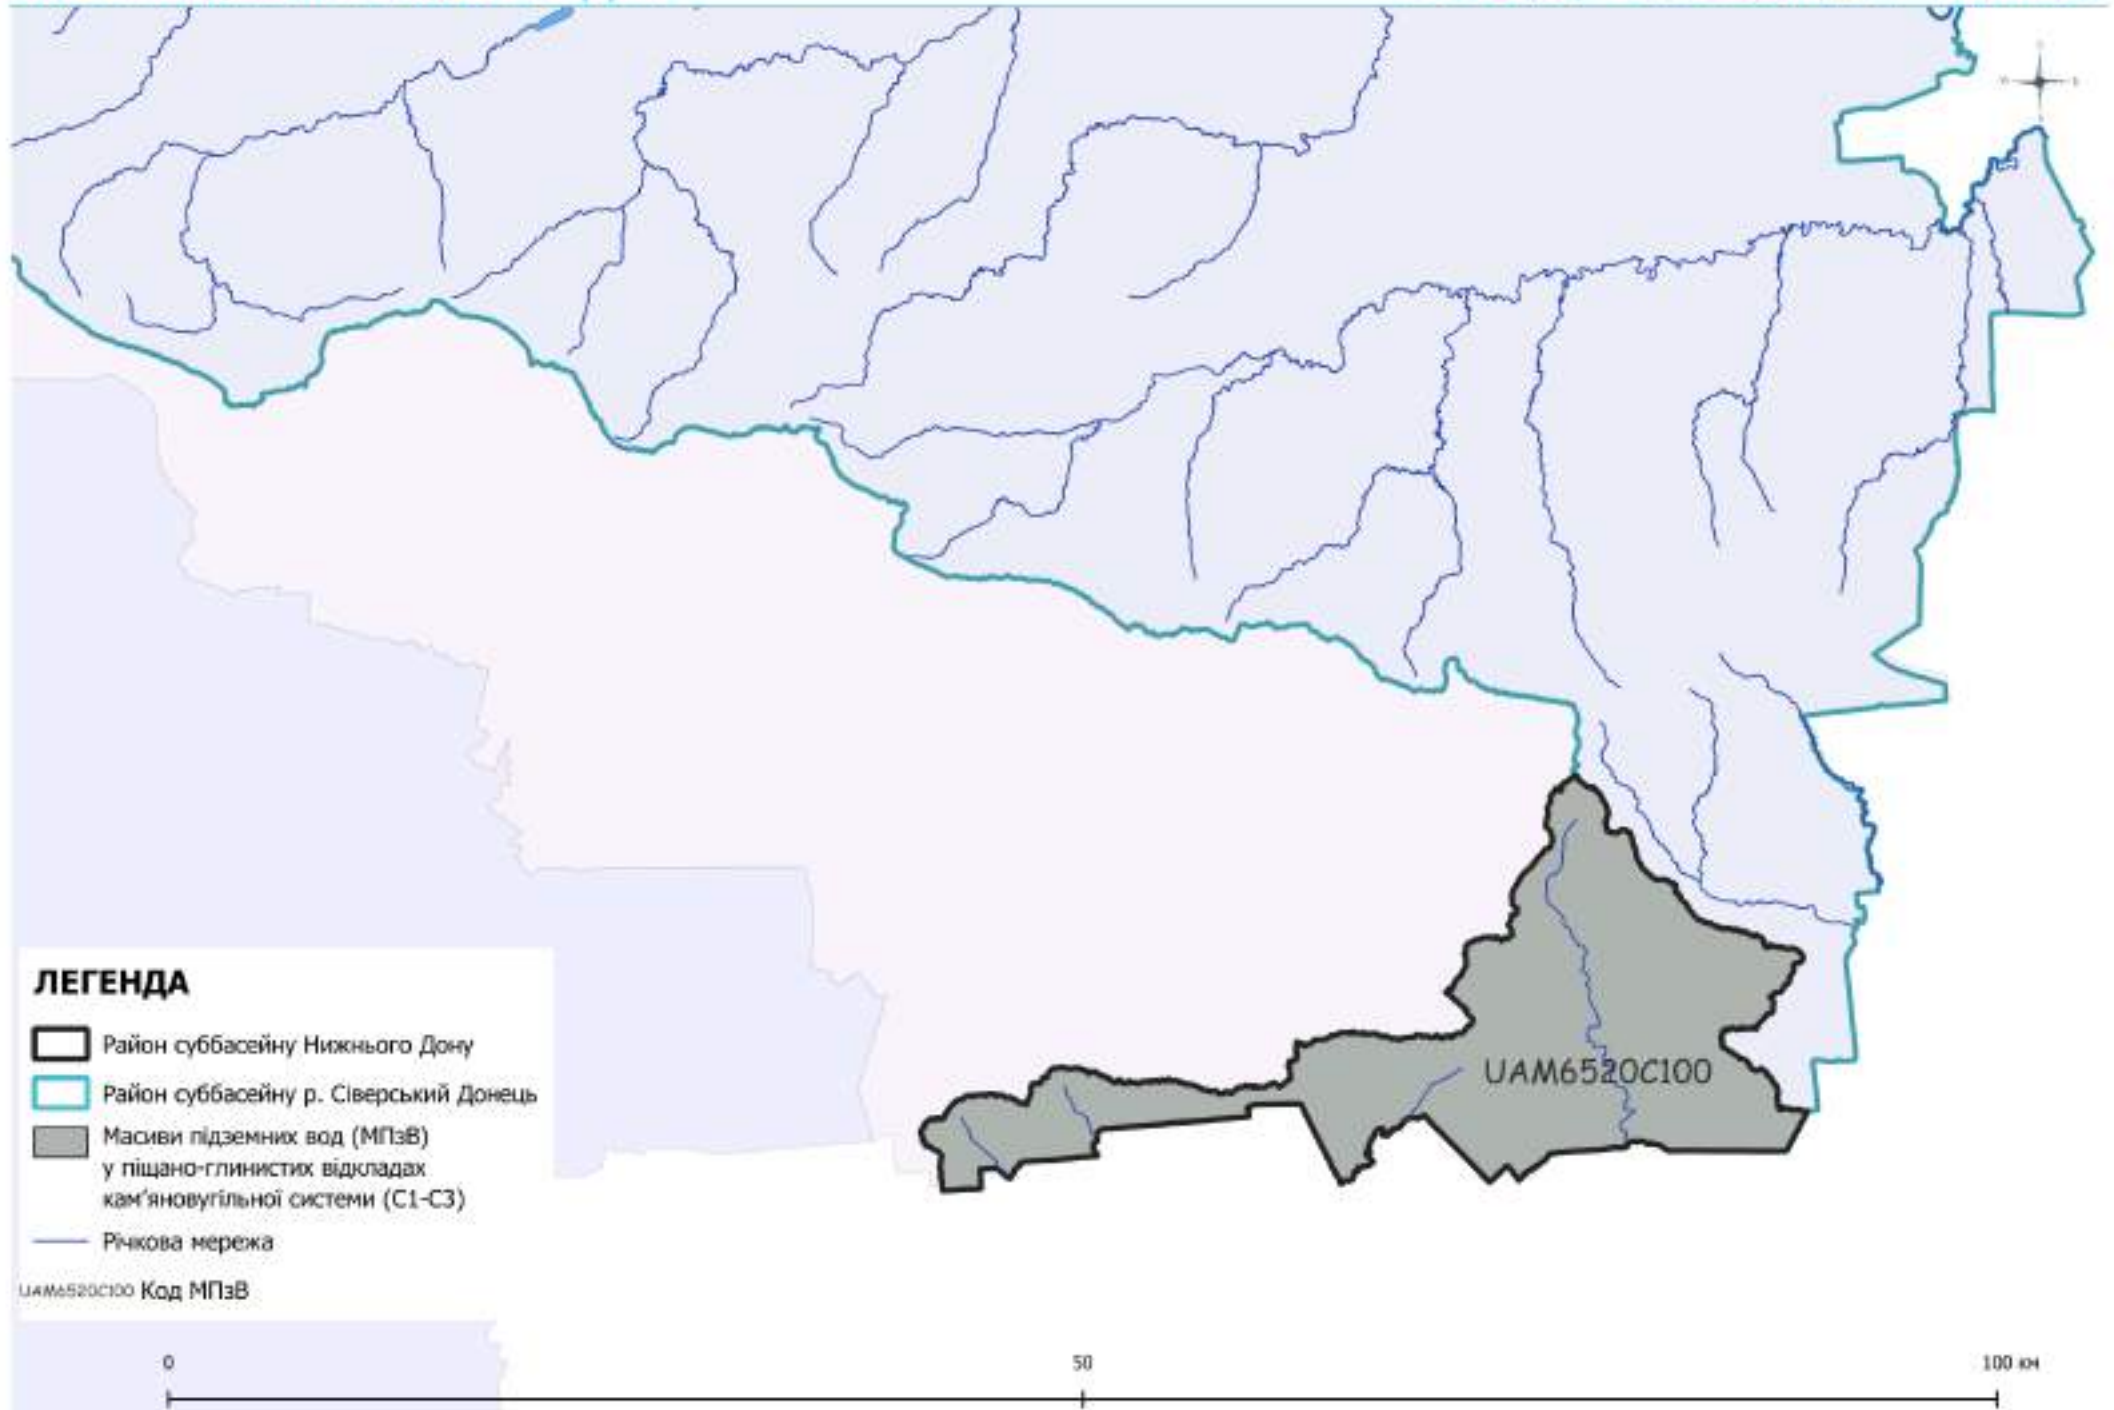 UAM6520C100
ЛЕГЕНДА
Район суббасейну Нижнього Дону
Район суббасейну р. Сіверський Донець
Масиви підземних вод (МПзВ)
у піщано-глинистих відкладах
кам'яновугільної системи (С1-С3)
Річкова мережа
UAM6520C100 Код МПзВ
0 50 100 км